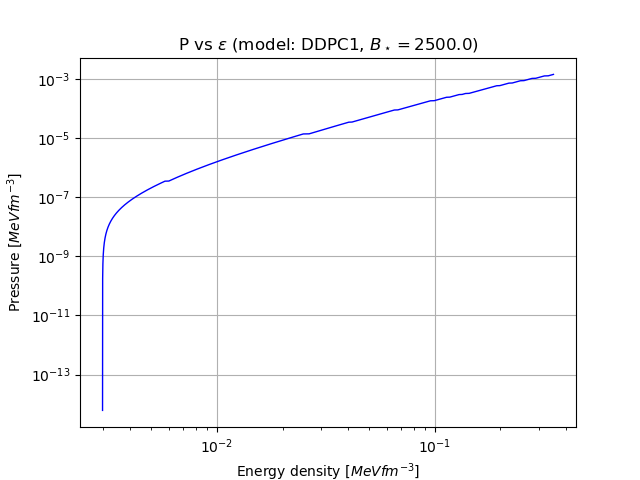 P vs ε (model: DDPC1, B⋆ = 2500.0)
Pressure [MeVfm⁻³]
10⁻³
10⁻⁵
10⁻⁷
10⁻⁹
10⁻¹¹
10⁻¹³
10⁻² 10⁻¹
Energy density [MeVfm⁻³]